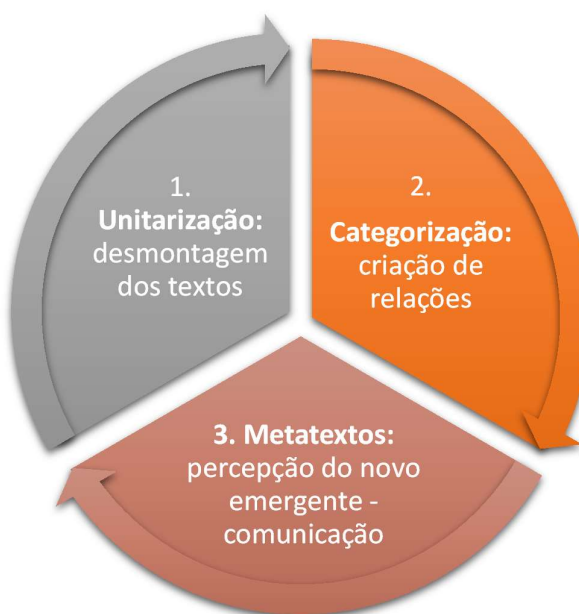 1.
Unitarização:
desmontagem
dos textos
2.
Categorização:
criação de
relações
3. Metatextos:
percepção do novo
emergente -
comunicação